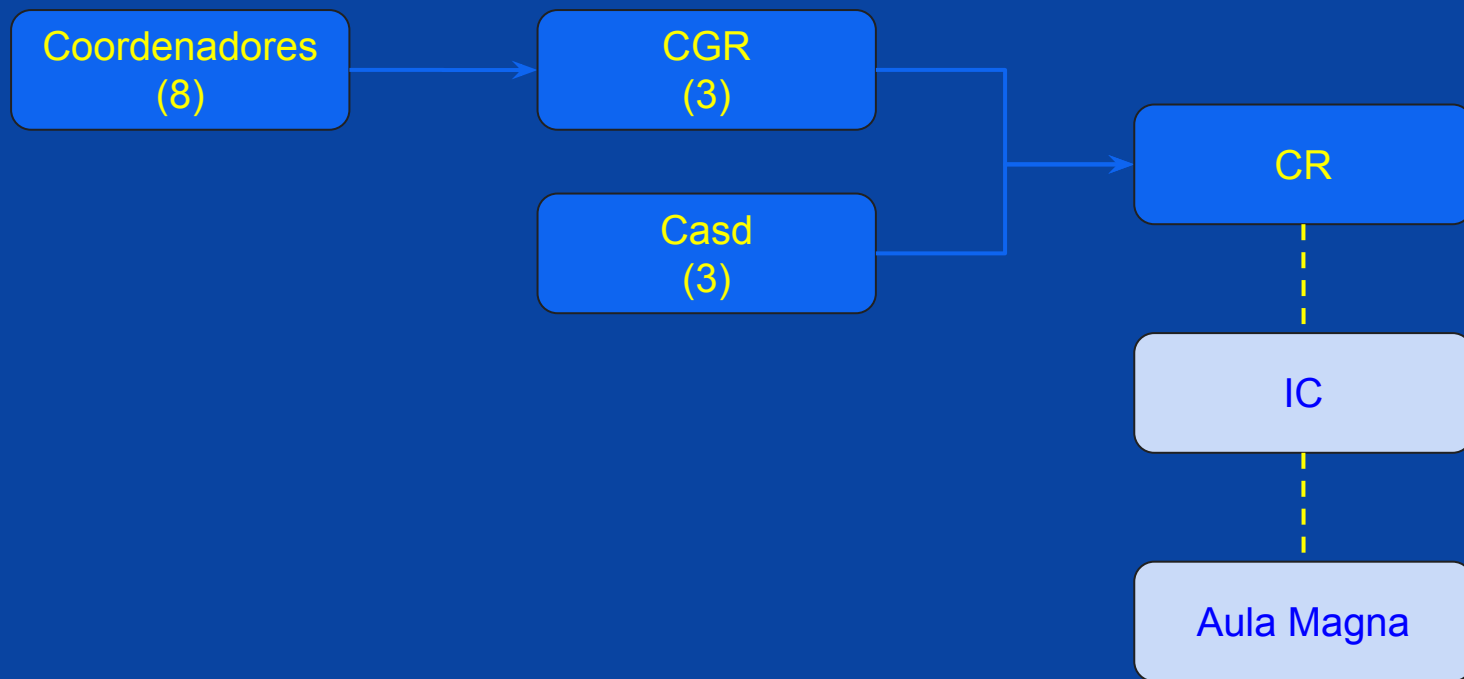 Coordenadores
(8)
CGR
(3)
Casd
(3)
CR
IC
Aula Magna